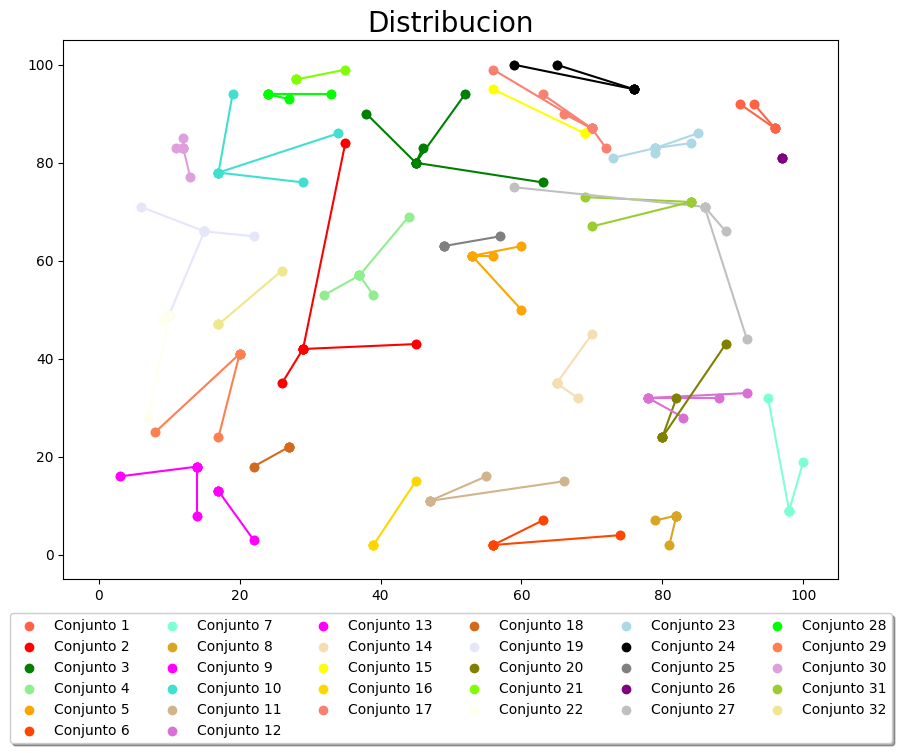 Distribucion
100
80
60
40
20
0
0 20 40 60 80 100
Conjunto 1 Conjunto 7 Conjunto 13 Conjunto 18 Conjunto 23 Conjunto 28
Conjunto 2 Conjunto 8 Conjunto 14 Conjunto 19 Conjunto 24 Conjunto 29
Conjunto 3 Conjunto 9 Conjunto 15 Conjunto 20 Conjunto 25 Conjunto 30
Conjunto 4 Conjunto 10 Conjunto 16 Conjunto 21 Conjunto 26 Conjunto 31
Conjunto 5 Conjunto 11 Conjunto 17 Conjunto 22 Conjunto 27 Conjunto 32
Conjunto 6 Conjunto 12